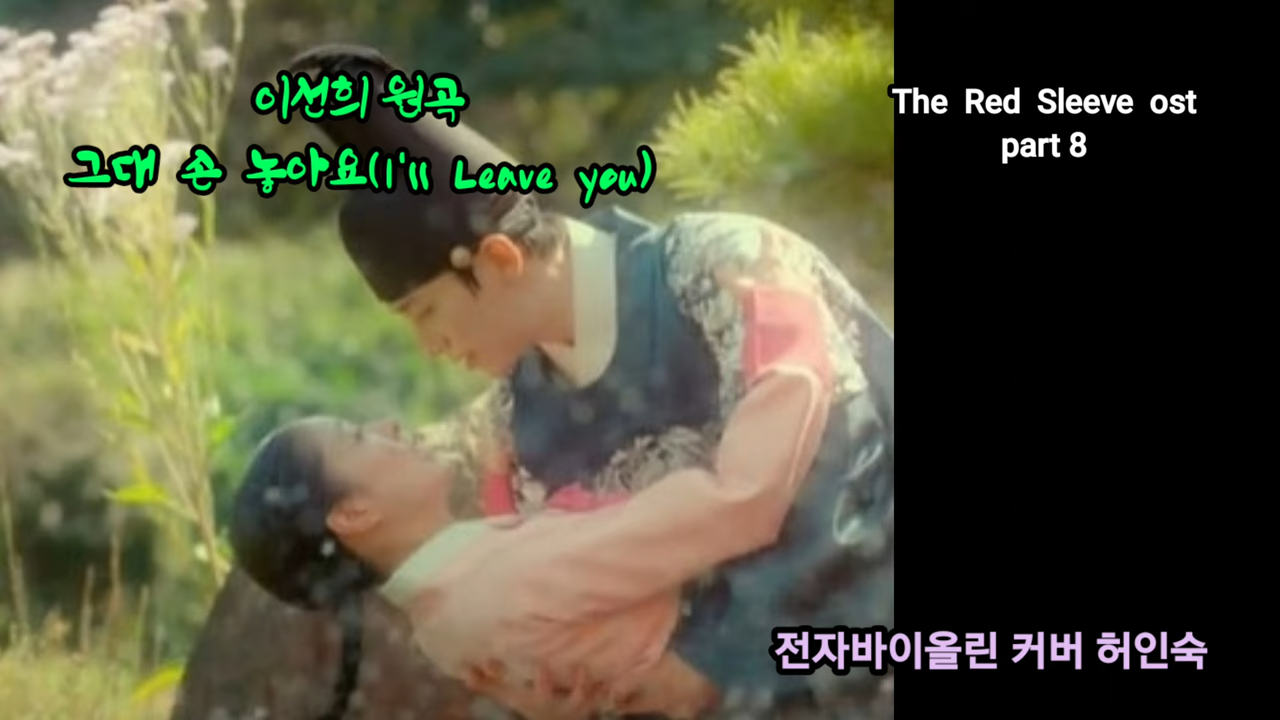 이선희 원곡
그대 손 놓아요(I'll Leave you)
The Red Sleeve ost
part 8
전자바이올린 커버 허인숙